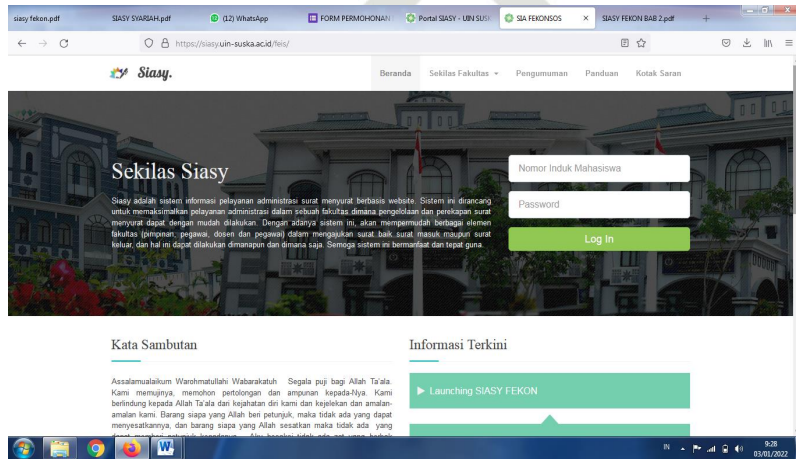 siasy fekon.pdf
SIASY SYARIAH.pdf
(12) WhatsApp
FORM PERMOHONAN
Portal SIASY - UIN SUS
SIA FEKONSOS
SIASY FEKON BAB 2.pdf
https://siasy.uin-suska.ac.id/feis/
Siasy.
Beranda
Sekilas Fakultas
Pengumuman
Panduan
Kotak Saran
Sekilas Siasy
Siasy adalah sistem informasi pelayanan administrasi surat menyurat berbasis website. Sistem ini dirancang
untuk memaksimalkan pelayanan administrasi dalam sebuah fakultas dimana pengelolaan dan perekapan surat
menyurat dapat dengan mudah dilakukan. Dengan adanya sistem ini, akan mempermudah berbagai elemen
fakultas (pimpinan, pegawai, dosen dan pegawai) dalam mengajukan surat baik surat masuk maupun surat
keluar, dan hal ini dapat dilakukan dimanapun dan dimana saja. Semoga sistem ini bermanfaat dan tepat guna.
Nomor Induk Mahasiswa
Password
Log In
Kata Sambutan
Assalamualaikum Warohmatullahi Wabarakatuh Segala puji bagi Allah Ta'ala.
Kami memujinya, memohon pertolongan dan ampunan kepada-Nya. Kami
berlindung kepada Allah Ta'ala dari kejahatan diri kami dan kejelekan dan amalan-
amalan kami. Barang siapa yang Allah beri petunjuk, maka tidak ada yang dapat
menyesatkannya, dan barang siapa yang Allah sesatkan maka tidak ada yang
Informasi Terkini
Launching SIASY FEKON
IN
9:28
03/01/2022